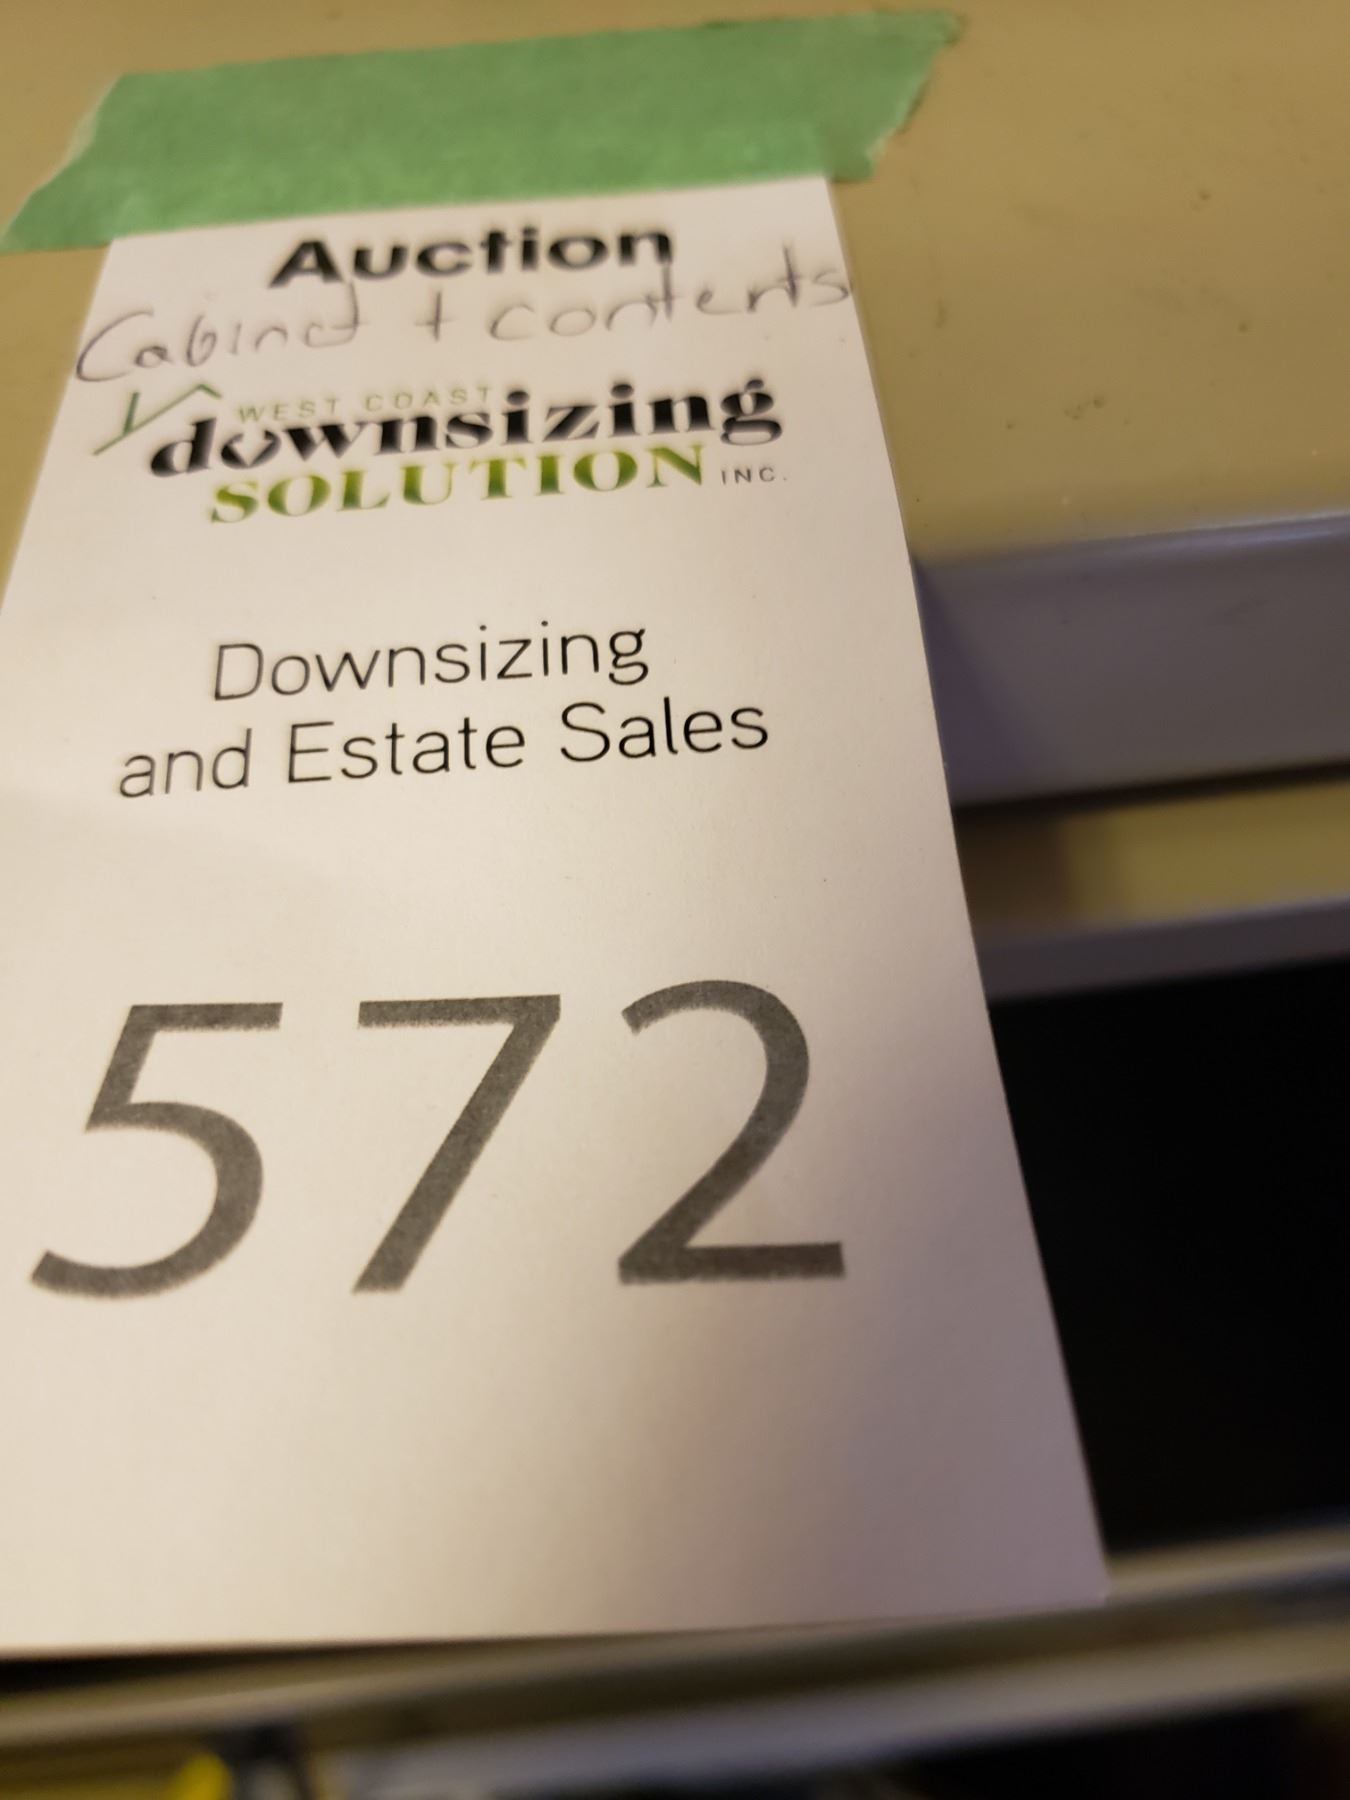 Auction
Cabinet + contents
WEST COAST
downsizing
SOLUTION INC.
Downsizing
and Estate Sales
572